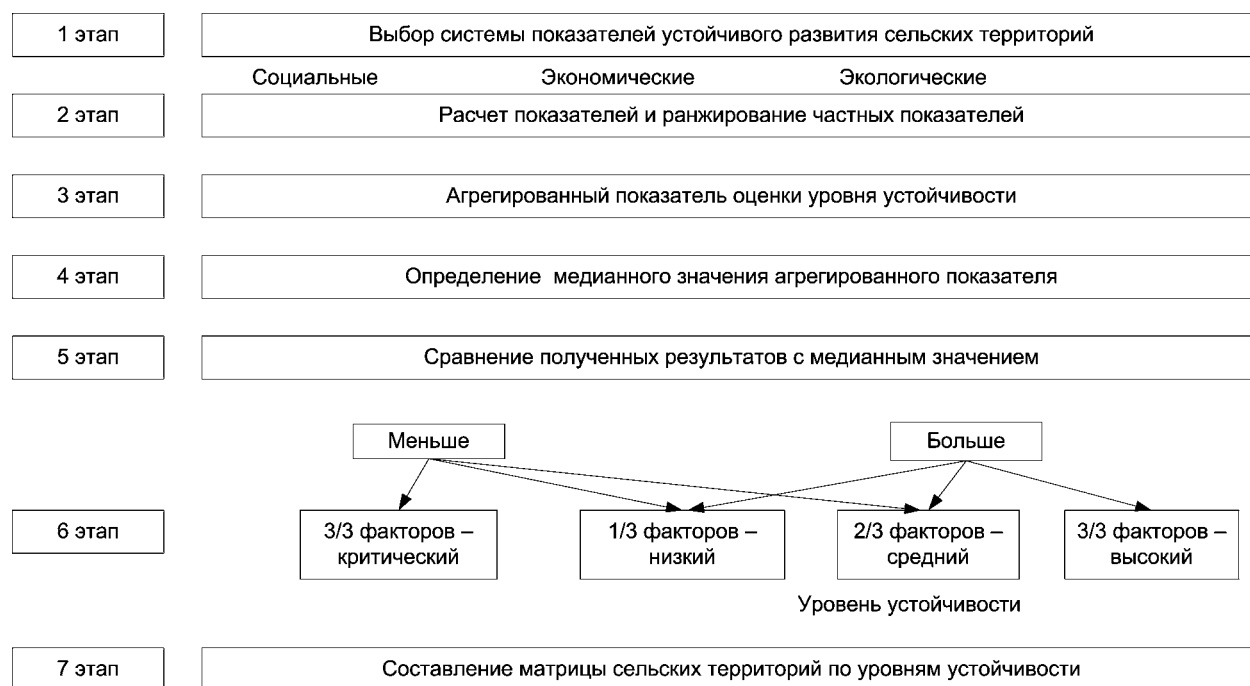 1 этап
Выбор системы показателей устойчивого развития сельских территорий
Социальные Экономические Экологические
2 этап
Расчет показателей и ранжирование частных показателей
3 этап
Агрегированный показатель оценки уровня устойчивости
4 этап
Определение медианного значения агрегированного показателя
5 этап
Сравнение полученных результатов с медианным значением
Меньше
Больше
6 этап
3/3 факторов –
критический
1/3 факторов –
низкий
2/3 факторов –
средний
3/3 факторов –
высокий
Уровень устойчивости
7 этап
Составление матрицы сельских территорий по уровням устойчивости